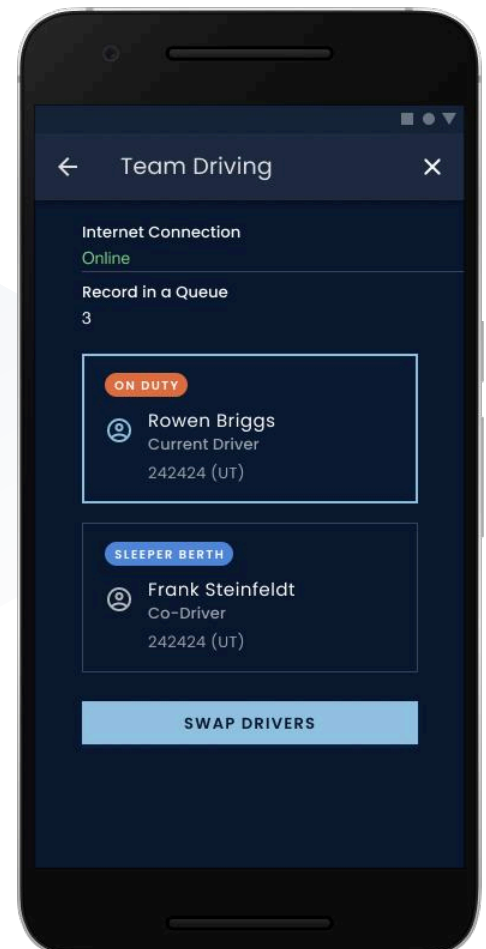 Team Driving
Internet Connection
Online
Record in a Queue
3
ON DUTY
Rowen Briggs
Current Driver
242424 (UT)
SLEEPER BERTH
Frank Steinfeldt
Co-Driver
242424 (UT)
SWAP DRIVERS